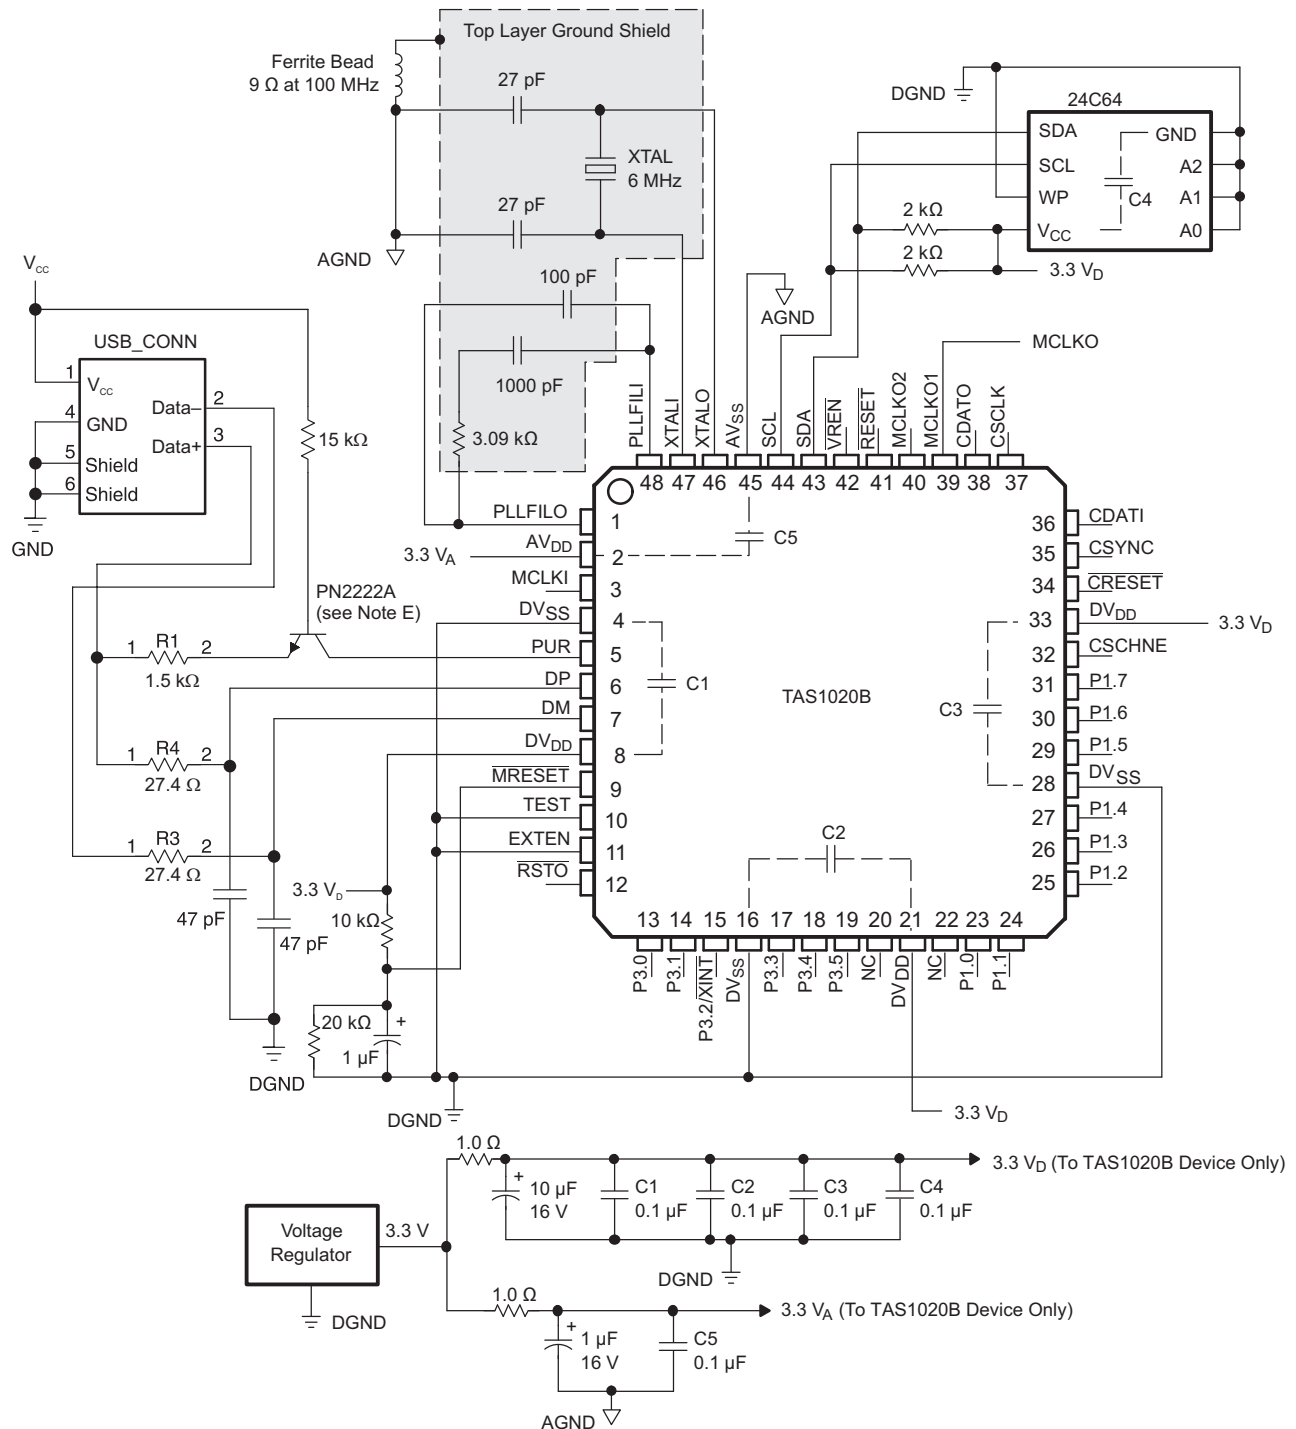 Top Layer Ground Shield
Ferrite Bead
9 Ω at 100 MHz
27 pF
XTAL
6 MHz
27 pF
AGND
100 pF
1000 pF
3.09 kΩ
DGND
24C64
SDA
SCL
WP
VCC
GND
A2
A1
A0
C4
2 kΩ
2 kΩ
3.3 VD
AGND
MCLKO
VCC
USB_CONN
1
VCC
4
GND
5
Shield
6
Shield
Data–
2
Data+
3
GND
15 kΩ
PN2222A
(see Note E)
1
R1
2
1.5 kΩ
1
R4
2
27.4 Ω
1
R3
2
27.4 Ω
47 pF
47 pF
DGND
3.3 VD
10 kΩ
20 kΩ
+
1 µF
DGND
PLLFILI
XTALI
XTALO
AVSS
SCL
SDA
VREN
RESET
MCLKO2
MCLKO1
CDATO
CSCLK
48
47
46
45
44
43
42
41
40
39
38
37
PLLFILO
1
3.3 VA
AVDD
2
MCLKI
3
DVSS
4
PUR
5
DP
6
DM
7
DVDD
8
MRESET
9
TEST
10
EXTEN
11
RSTO
12
C5
C1
TAS1020B
C3
C2
36
CDATI
35
CSYNC
34
CRESET
33
DVDD
3.3 VD
32
CSCHNE
31
P1.7
30
P1.6
29
P1.5
28
DVSS
27
P1.4
26
P1.3
25
P1.2
13
14
15
16
17
18
19
20
21
22
23
24
P3.0
P3.1
P3.2/XINT
DVSS
P3.3
P3.4
P3.5
NC
DVDD
NC
P1.0
P1.1
3.3 VD
Voltage
Regulator
3.3 V
DGND
1.0 Ω
+
10 µF
16 V
C1
0.1 µF
C2
0.1 µF
C3
0.1 µF
C4
0.1 µF
3.3 VD (To TAS1020B Device Only)
DGND
1.0 Ω
+
1 µF
16 V
C5
0.1 µF
3.3 VA (To TAS1020B Device Only)
AGND